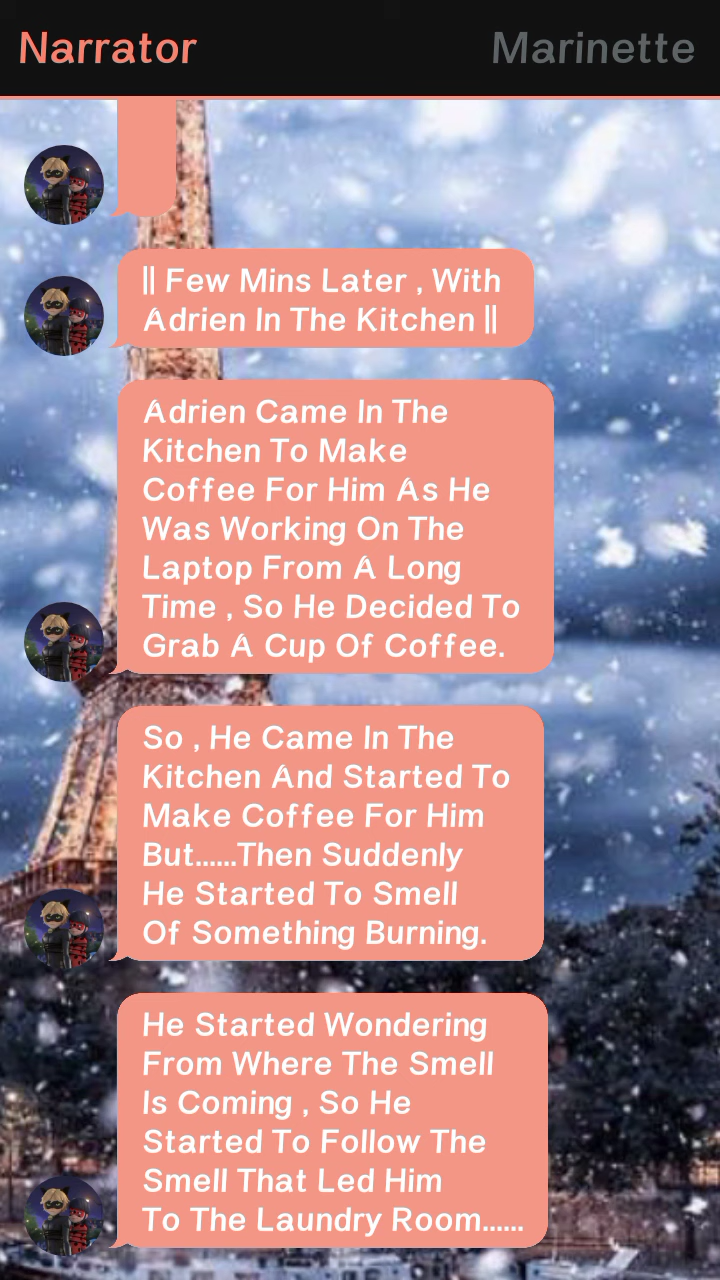 Narrator
Marinette
|| Few Mins Later , With
Adrien In The Kitchen ||
Adrien Came In The
Kitchen To Make
Coffee For Him As He
Was Working On The
Laptop From A Long
Time , So He Decided To
Grab A Cup Of Coffee.
So , He Came In The
Kitchen And Started To
Make Coffee For Him
But......Then Suddenly
He Started To Smell
Of Something Burning.
He Started Wondering
From Where The Smell
Is Coming , So He
Started To Follow The
Smell That Led Him
To The Laundry Room......